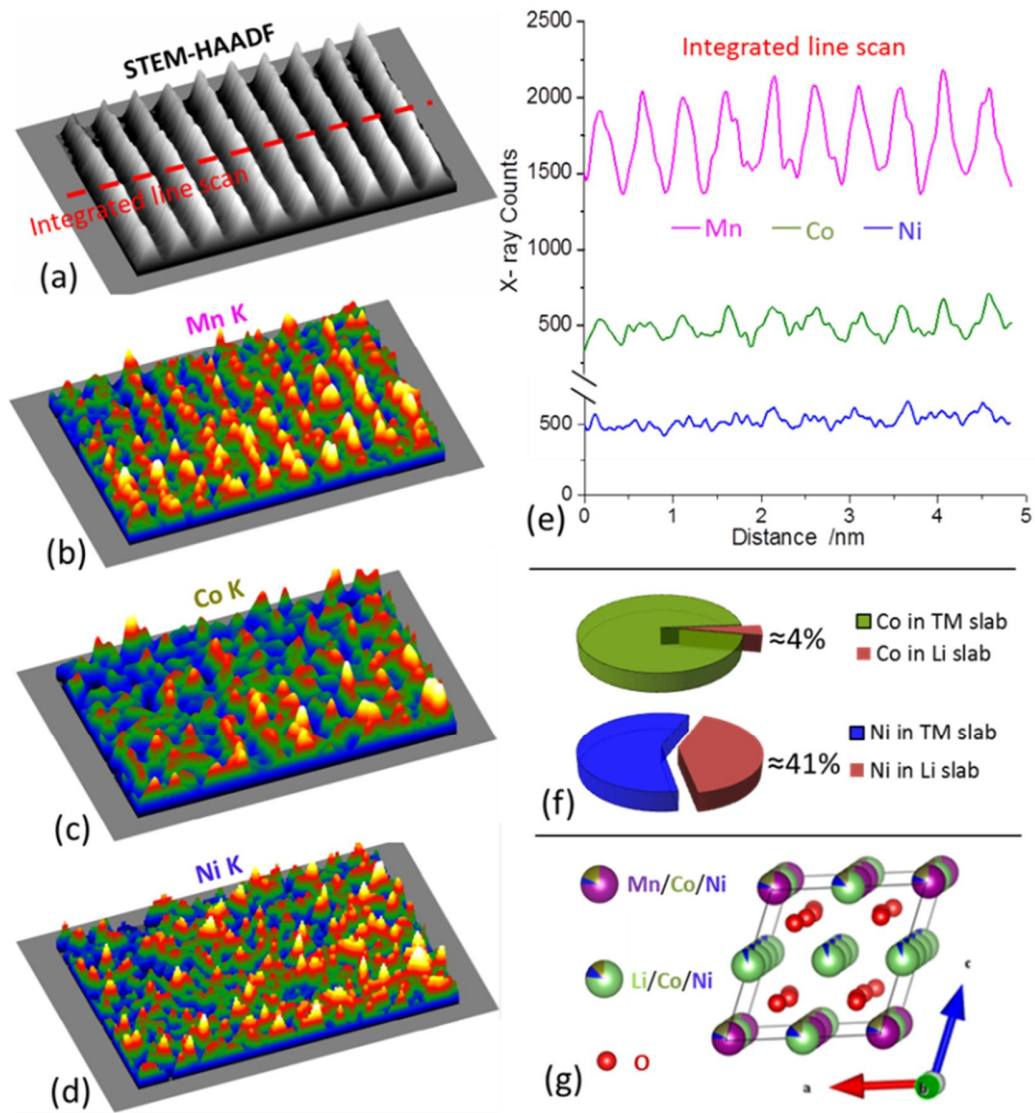 STEM-HAADF
Integrated line scan
(a)
Mn K
(b)
Co K
(c)
Ni K
(d)
2500
2000
1500
1000
500
500
0
X- ray Counts
Integrated line scan
Mn Co Ni
0 1 2 3 4 5
Distance /nm
(e)
≈4%
Co in TM slab
Co in Li slab
≈41%
Ni in TM slab
Ni in Li slab
(f)
Mn/Co/Ni
Li/Co/Ni
O
c
a
b
(g)